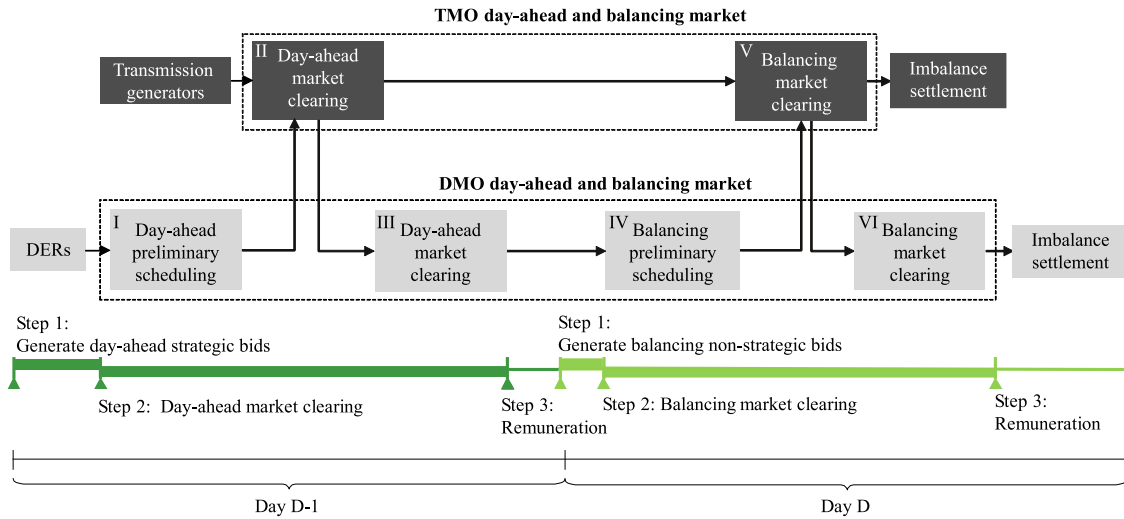 TMO day-ahead and balancing market
Transmission
generators
II
Day-ahead
market
clearing
V
Balancing
market
clearing
Imbalance
settlement
DMO day-ahead and balancing market
DERs
I
Day-ahead
preliminary
scheduling
III
Day-ahead
market
clearing
IV
Balancing
preliminary
scheduling
VI
Balancing
market
clearing
Imbalance
settlement
Step 1:
Generate day-ahead strategic bids
Step 1:
Generate balancing non-strategic bids
Step 2: Day-ahead market clearing
Step 3:
Remuneration
Step 2: Balancing market clearing
Step 3:
Remuneration
Day D-1
Day D